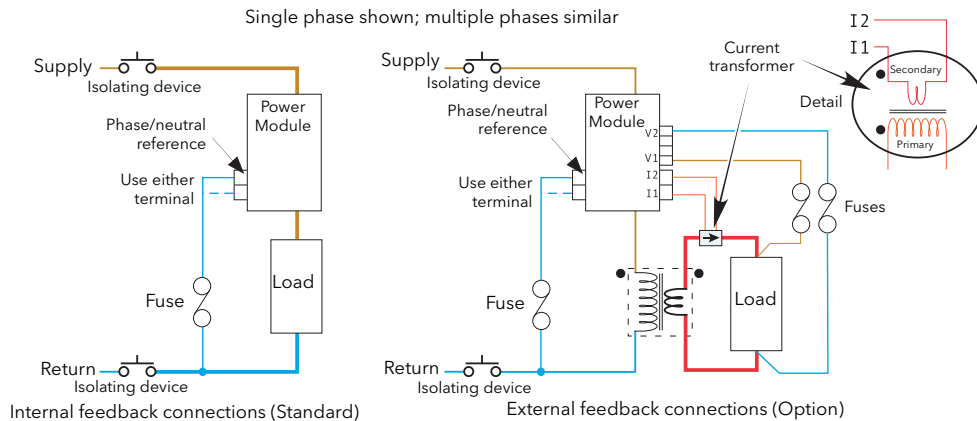 Single phase shown; multiple phases similar
Supply
Isolating device
Power
Module
Phase/neutral
reference
Use either
terminal
Load
Fuse
Return
Isolating device
Internal feedback connections (Standard)
Supply
Isolating device
Power
Module
V2
V1
I2
I1
Phase/neutral
reference
Use either
terminal
Current
transformer
Fuses
Load
Fuse
Return
Isolating device
External feedback connections (Option)
I2
I1
Secondary
Detail
Primary